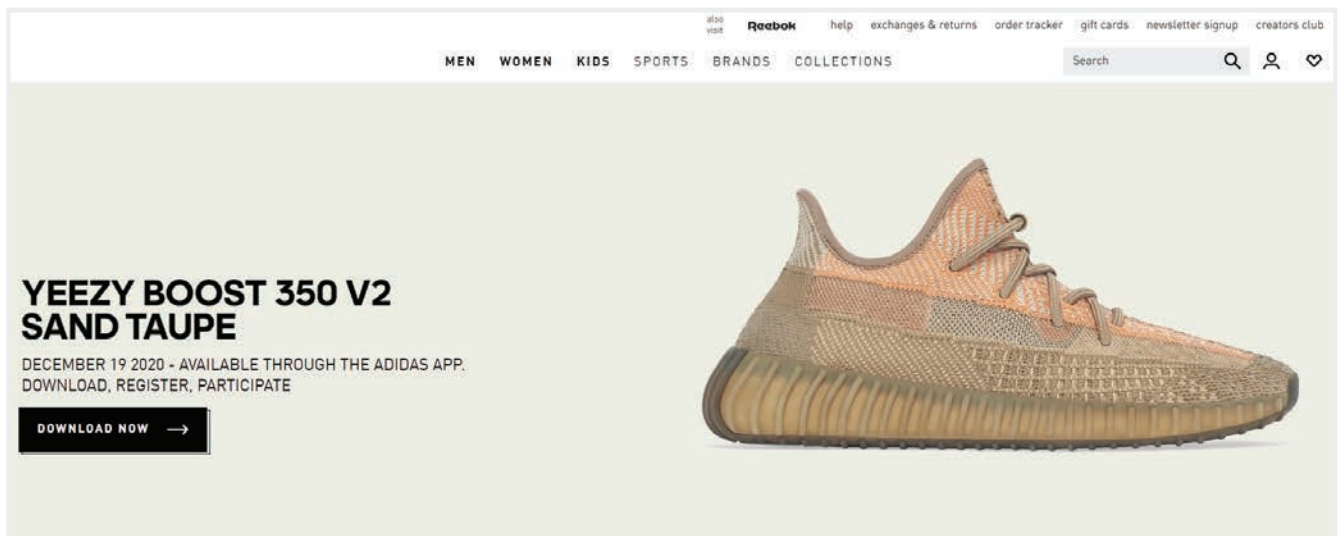 also
visit
Reebok help exchanges & returns order tracker gift cards newsletter signup creators club
MEN WOMEN KIDS SPORTS BRANDS COLLECTIONS Search
YEEZY BOOST 350 V2
SAND TAUPE
DECEMBER 19 2020 - AVAILABLE THROUGH THE ADIDAS APP.
DOWNLOAD, REGISTER, PARTICIPATE
DOWNLOAD NOW